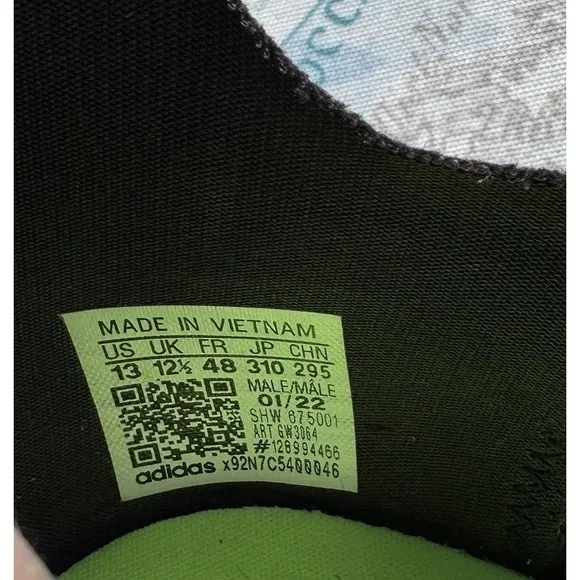 MADE IN VIETNAM
US UK FR JP CHN
13 12½ 48 310 295
MALE/MÂLE
01/22
SHW 675001
ART GW3064
#128994466
adidas x92N7C5400046